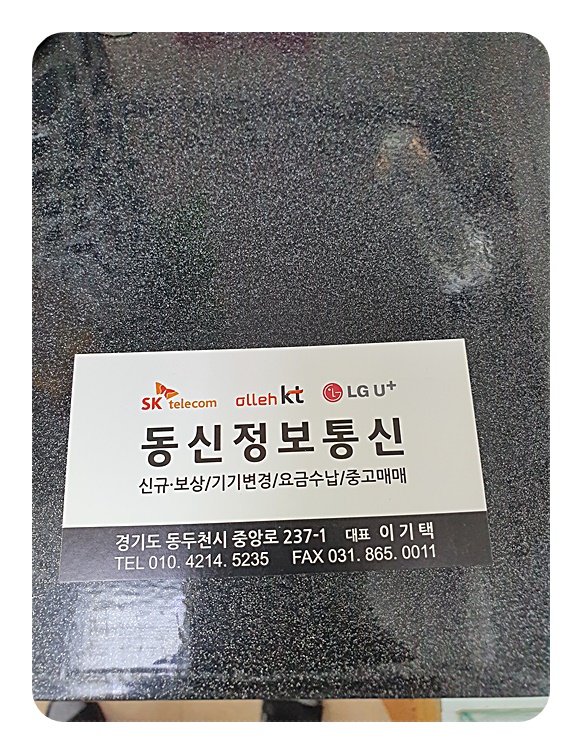 SK telecom olleh kt LG U+
동신정보통신
신규·보상/기기변경/요금수납/중고매매
경기도 동두천시 중앙로 237-1 대표 이기택
TEL 010. 4214. 5235 FAX 031. 865. 0011